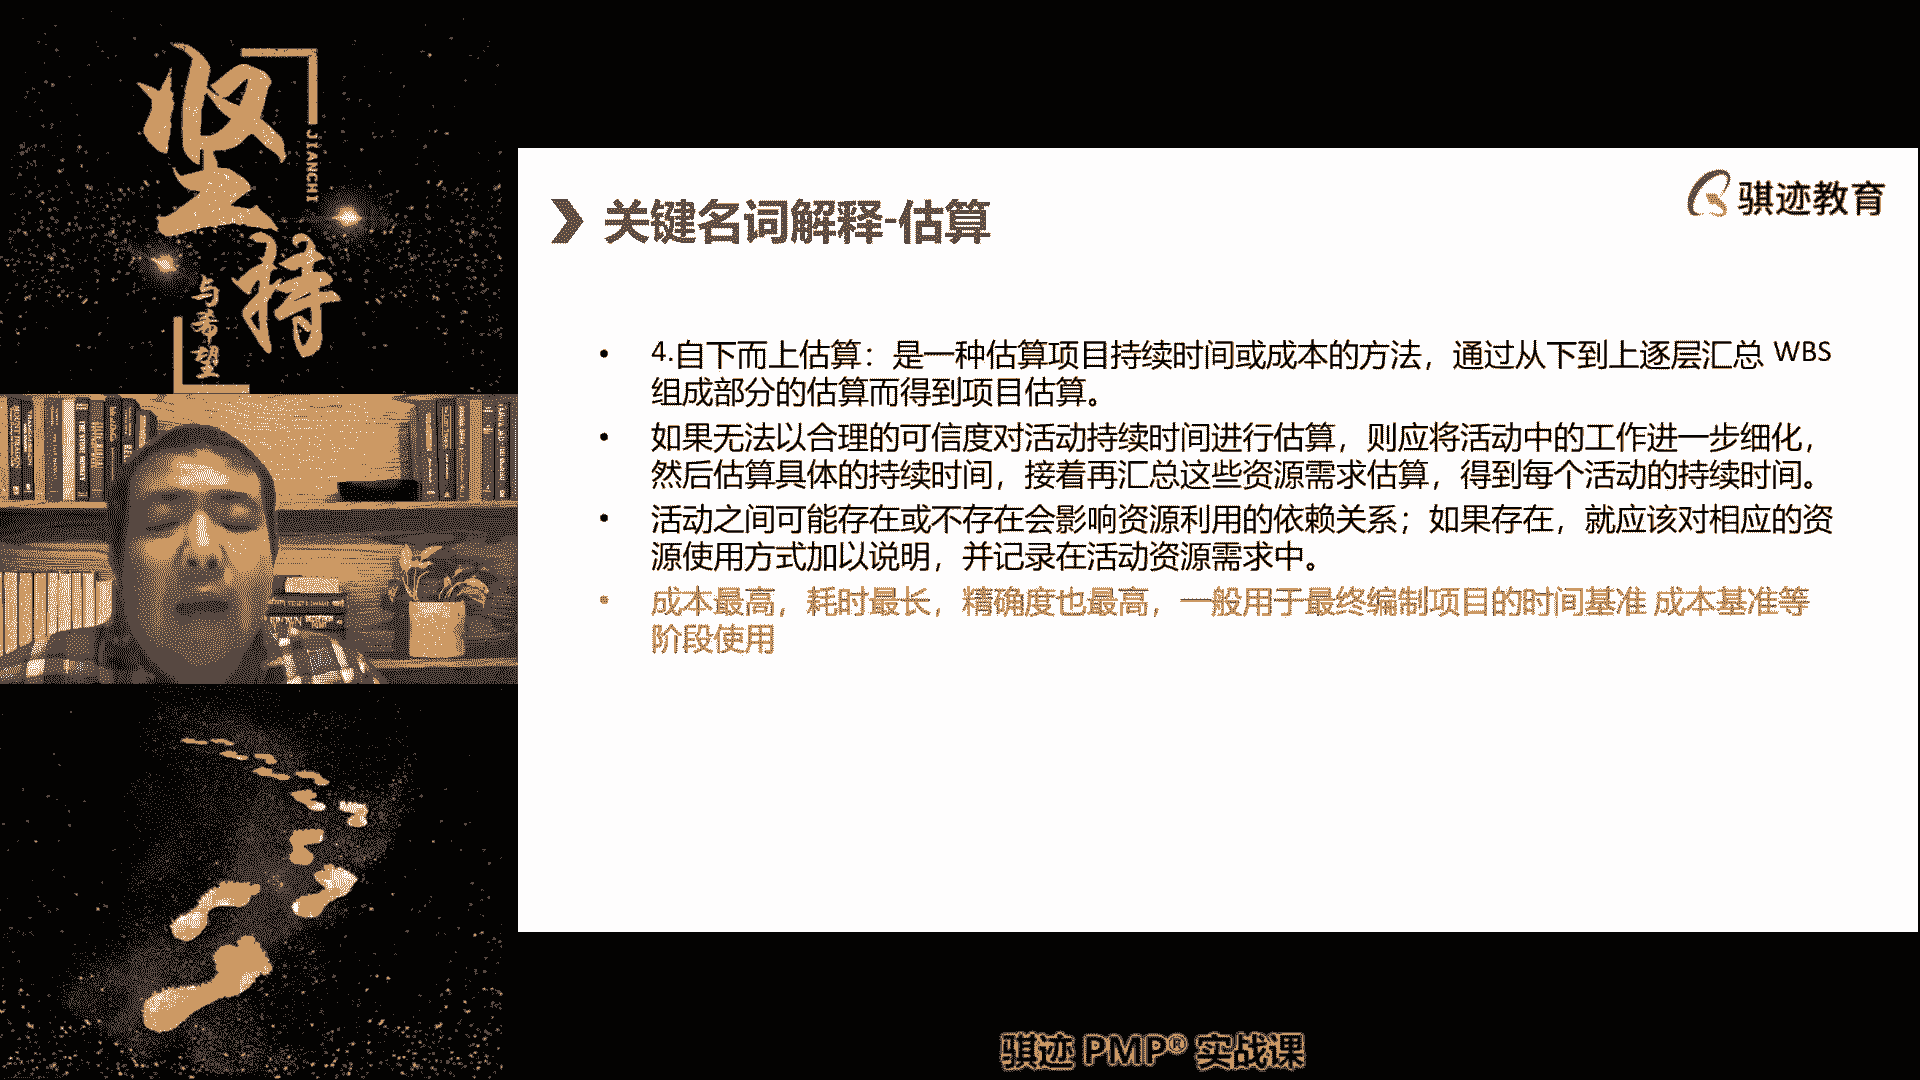 坚持
JIANCHI
与希望
骐迹教育
关键名词解释-估算
• 4.自下而上估算：是一种估算项目持续时间或成本的方法，通过从下到上逐层汇总 WBS
组成部分的估算而得到项目估算。
• 如果无法以合理的可信度对活动持续时间进行估算，则应将活动中的工作进一步细化，
然后估算具体的持续时间，接着再汇总这些资源需求估算，得到每个活动的持续时间。
• 活动之间可能存在或不存在会影响资源利用的依赖关系；如果存在，就应该对相应的资
源使用方式加以说明，并记录在活动资源需求中。
• 成本最高，耗时最长，精确度也最高，一般用于最终编制项目的时间基准 成本基准等
阶段使用
骐迹 PMP® 实战课